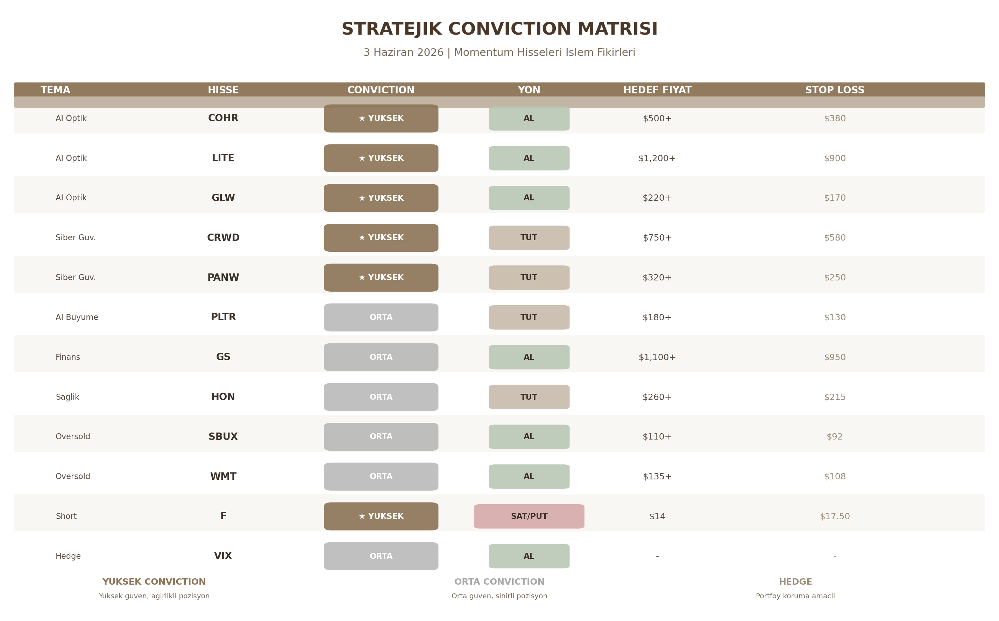 STRATEJIK CONVICTION MATRISI
3 Haziran 2026 | Momentum Hisseleri Islem Fikirleri
TEMA HISSE CONVICTION YON HEDEF FIYAT STOP LOSS
AI Optik COHR ★ YUKSEK AL $500+ $380
AI Optik LITE ★ YUKSEK AL $1,200+ $900
AI Optik GLW ★ YUKSEK AL $220+ $170
Siber Guv. CRWD ★ YUKSEK TUT $750+ $580
Siber Guv. PANW ★ YUKSEK TUT $320+ $250
AI Buyume PLTR ORTA TUT $180+ $130
Finans GS ORTA AL $1,100+ $950
Saglik HON ORTA TUT $260+ $215
Oversold SBUX ORTA AL $110+ $92
Oversold WMT ORTA AL $135+ $108
Short F ★ YUKSEK SAT/PUT $14 $17.50
Hedge VIX ORTA AL - -
YUKSEK CONVICTION ORTA CONVICTION HEDGE
Yuksek guven, agirlikli pozisyon Orta guven, sinirli pozisyon Portfoy koruma amacli